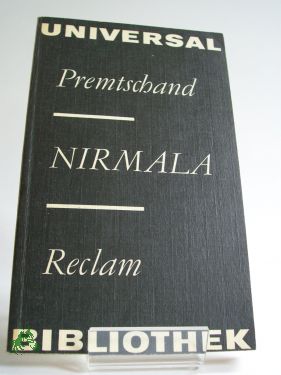 UNIVERSAL
Premtschand
NIRMALA
Reclam
BIBLIOTHEK